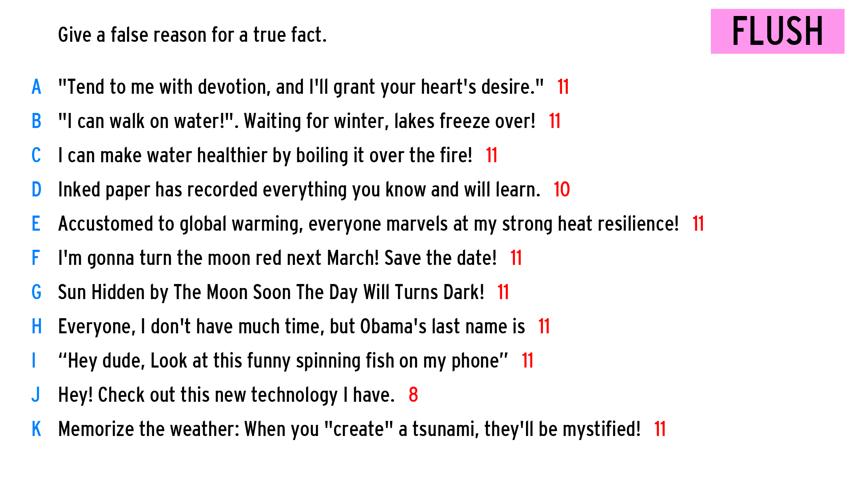 Give a false reason for a true fact.
FLUSH
A "Tend to me with devotion, and I'll grant your heart's desire." 11
B "I can walk on water!". Waiting for winter, lakes freeze over! 11
C I can make water healthier by boiling it over the fire! 11
D Inked paper has recorded everything you know and will learn. 10
E Accustomed to global warming, everyone marvels at my strong heat resilience! 11
F I'm gonna turn the moon red next March! Save the date! 11
G Sun Hidden by The Moon Soon The Day Will Turns Dark! 11
H Everyone, I don't have much time, but Obama's last name is 11
I “Hey dude, Look at this funny spinning fish on my phone” 11
J Hey! Check out this new technology I have. 8
K Memorize the weather: When you "create" a tsunami, they'll be mystified! 11